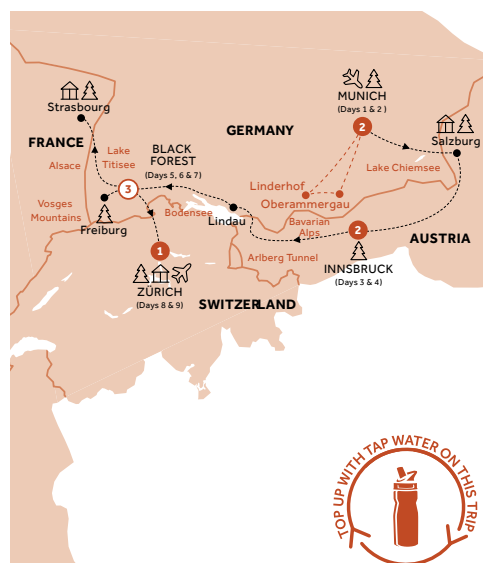 MUNICH
(Days 1 & 2 )
Strasbourg
Salzburg
2
FRANCE
GERMANY
Lake
Titisee
BLACK
FOREST
(Days 5, 6 & 7)
Alsace
Lake Chiemsee
3
Linderhof
Oberammergau
Vosges
Mountains
Bodensee
Lindau
Freiburg
Bavarian
Alps
2
AUSTRIA
1
Arlberg Tunnel
INNSBRUCK
(Days 3 & 4)
ZÜRICH
(Days 8 & 9)
SWITZERLAND
TOP UP WITH TAP WATER ON THIS TRIP